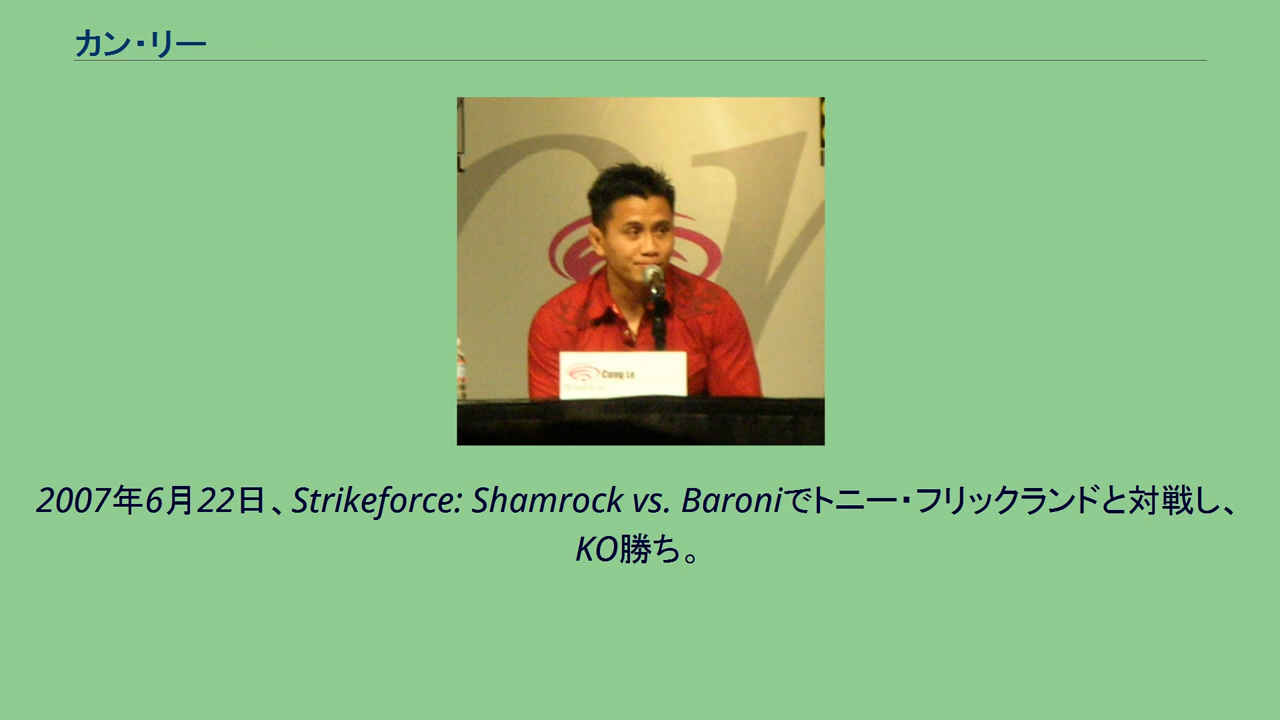 カン・リー
Cung Le
2007年6月22日、Strikeforce: Shamrock vs. Baroniでトニー・フリックランドと対戦し、
KO勝ち。